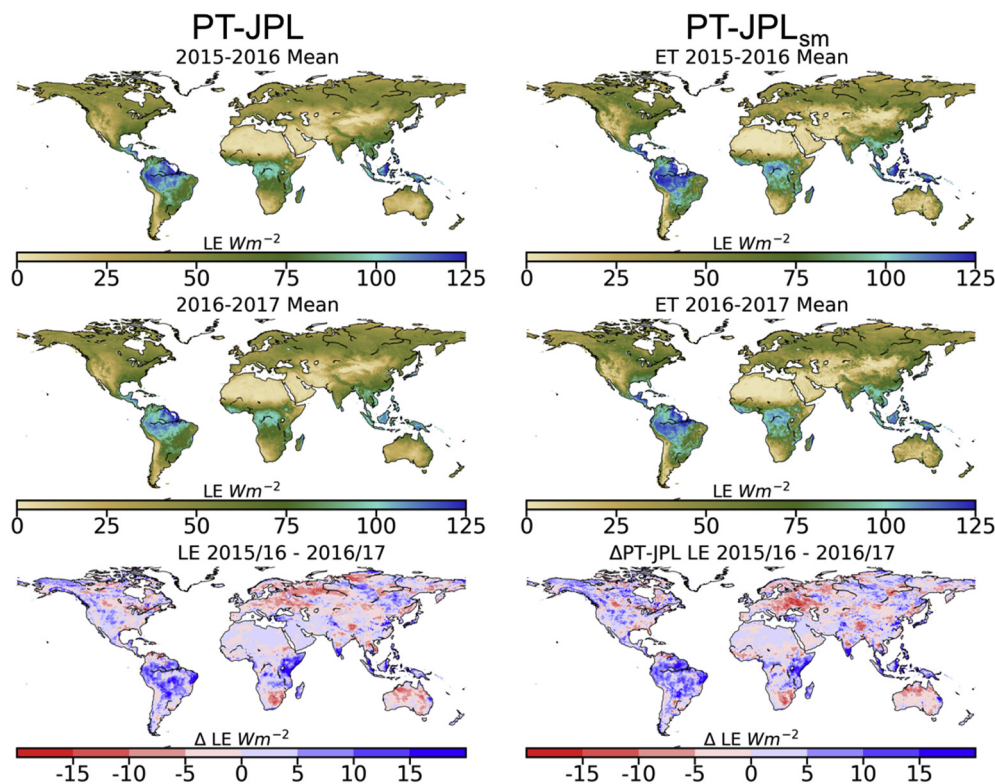 PT-JPL
2015-2016 Mean
LE Wm⁻²
0 25 50 75 100 125
2016-2017 Mean
LE Wm⁻²
0 25 50 75 100 125
LE 2015/16 - 2016/17
Δ LE Wm⁻²
-15 -10 -5 0 5 10 15
PT-JPLsm
ET 2015-2016 Mean
LE Wm⁻²
0 25 50 75 100 125
ET 2016-2017 Mean
LE Wm⁻²
0 25 50 75 100 125
ΔPT-JPL LE 2015/16 - 2016/17
Δ LE Wm⁻²
-15 -10 -5 0 5 10 15